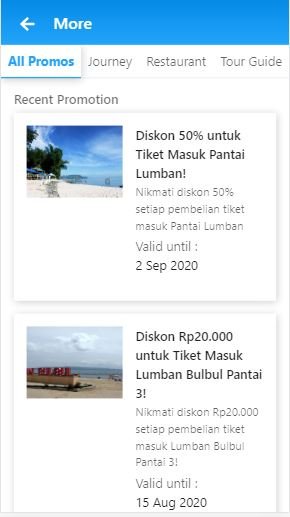 More
All Promos Journey Restaurant Tour Guide
Recent Promotion
Diskon 50% untuk
Tiket Masuk Pantai
Lumban!
Nikmati diskon 50%
setiap pembelian tiket
masuk Pantai Lumban
Valid until :
2 Sep 2020
Diskon Rp20.000
untuk Tiket Masuk
Lumban Bulbul Pantai
3!
Nikmati diskon Rp20.000
setiap pembelian tiket
masuk Lumban Bulbul
Pantai 3!
Valid until :
15 Aug 2020